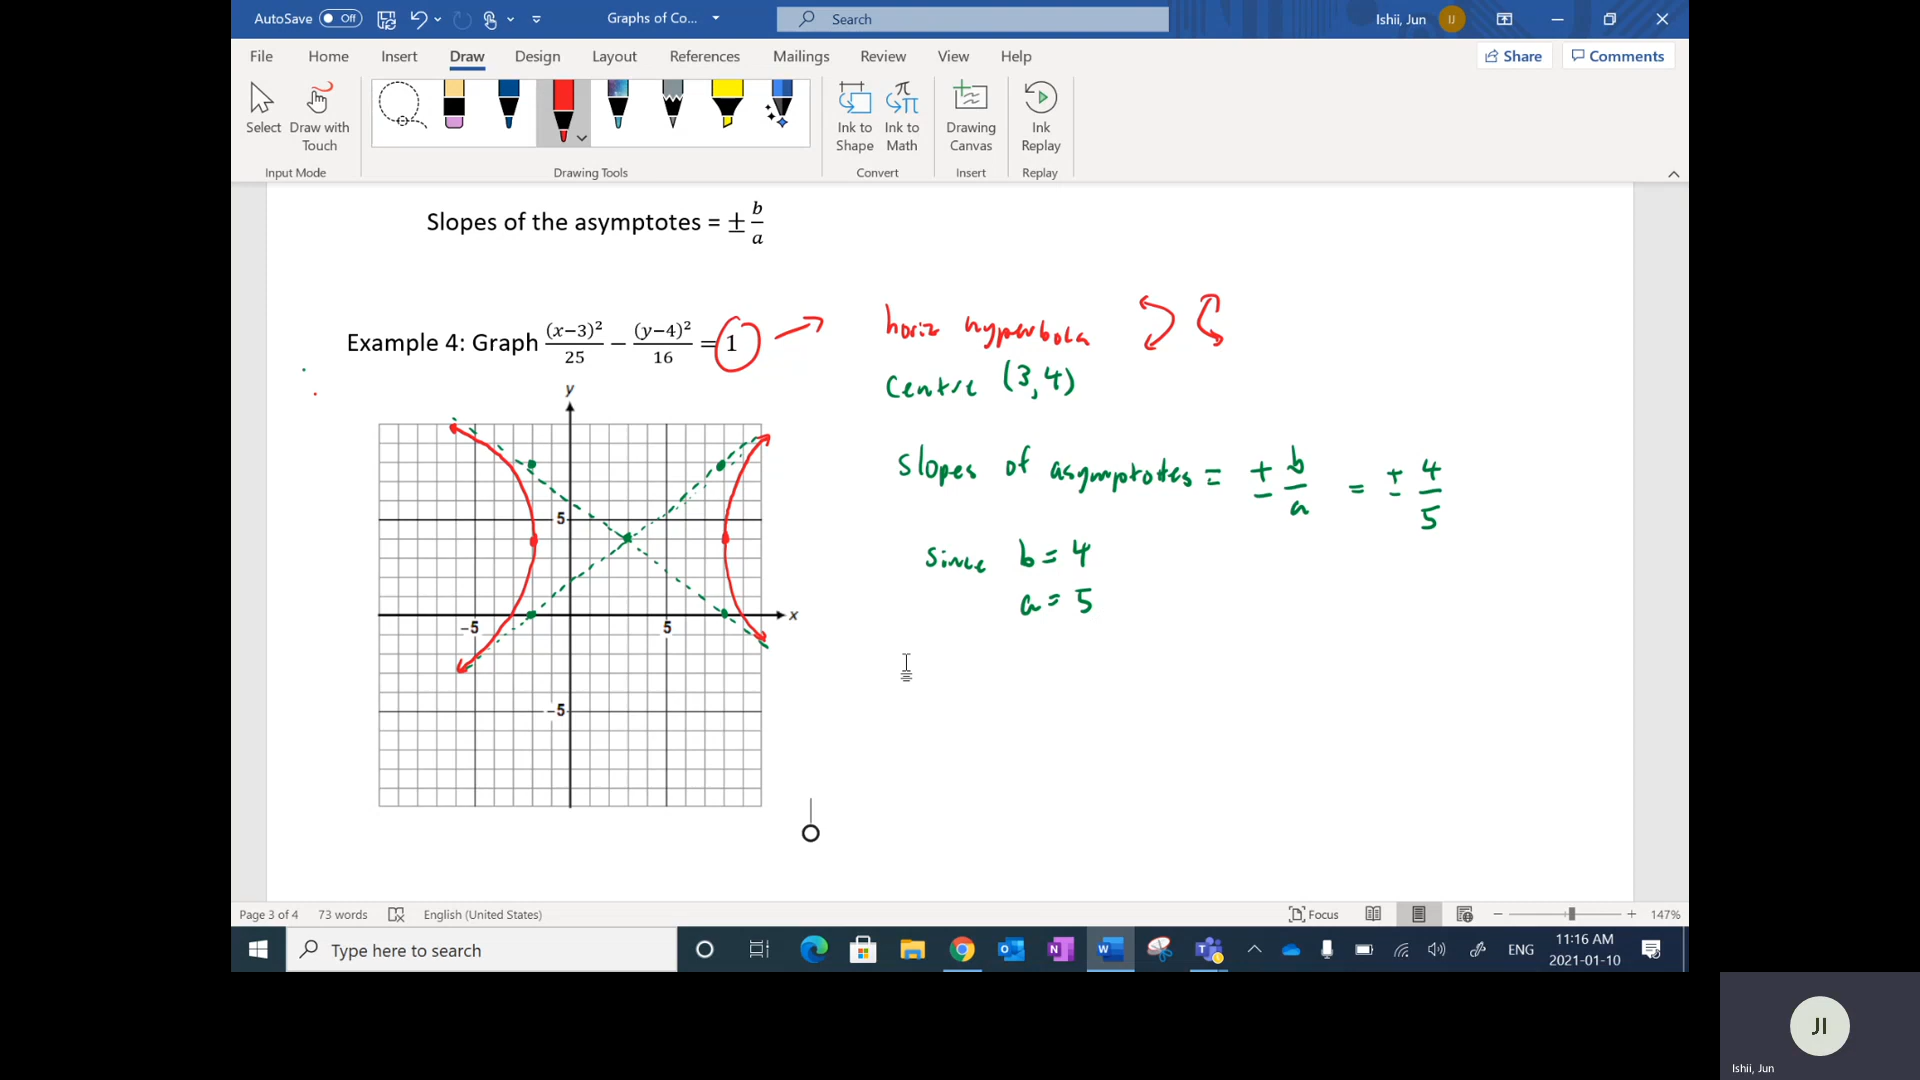 AutoSave Off Graphs of Co... Search Ishii, Jun IJ
File Home Insert Draw Design Layout References Mailings Review View Help Share Comments
Select Draw with Touch Ink to Shape Ink to Math Drawing Canvas Ink Replay
Input Mode Drawing Tools Convert Insert Replay
Slopes of the asymptotes = ± b/a
Example 4: Graph (x−3)²/25 − (y−4)²/16 = 1
horiz hyperbola
Centre (3,4)
y
Slopes of asymptotes = ± b/a = ± 4/5
5
since b = 4
a = 5
x
−5 5
−5
Page 3 of 4 73 words English (United States) Focus 147%
Type here to search ENG 11:16 AM
2021-01-10
JI
Ishii, Jun